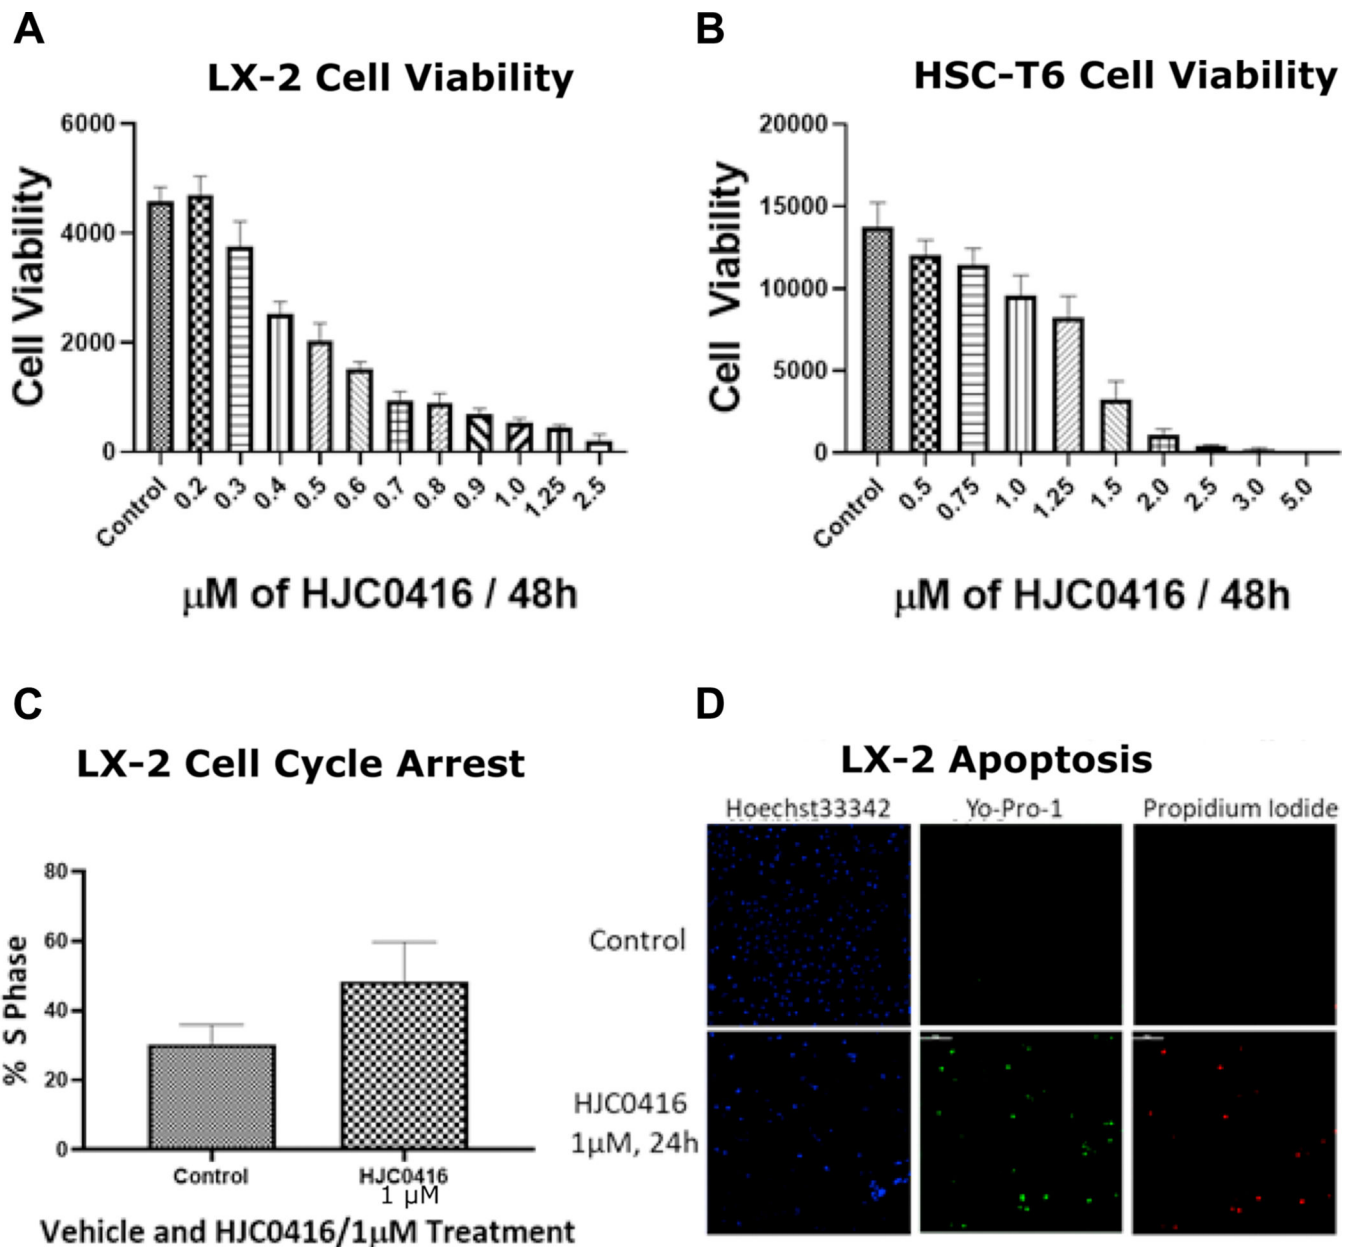 A
LX-2 Cell Viability
6000
4000
2000
0
Cell Viability
Control
0.2
0.3
0.4
0.5
0.6
0.7
0.8
0.9
1.0
1.25
2.5
μM of HJC0416 / 48h
B
HSC-T6 Cell Viability
20000
15000
10000
5000
0
Cell Viability
Control
0.5
0.75
1.0
1.25
1.5
2.0
2.5
3.0
5.0
μM of HJC0416 / 48h
C
LX-2 Cell Cycle Arrest
80
60
40
20
0
% S Phase
Control
HJC0416
1 μM
Vehicle and HJC0416/1μM Treatment
D
LX-2 Apoptosis
Hoechst33342 Yo-Pro-1 Propidium Iodide
Control
HJC0416
1μM, 24h